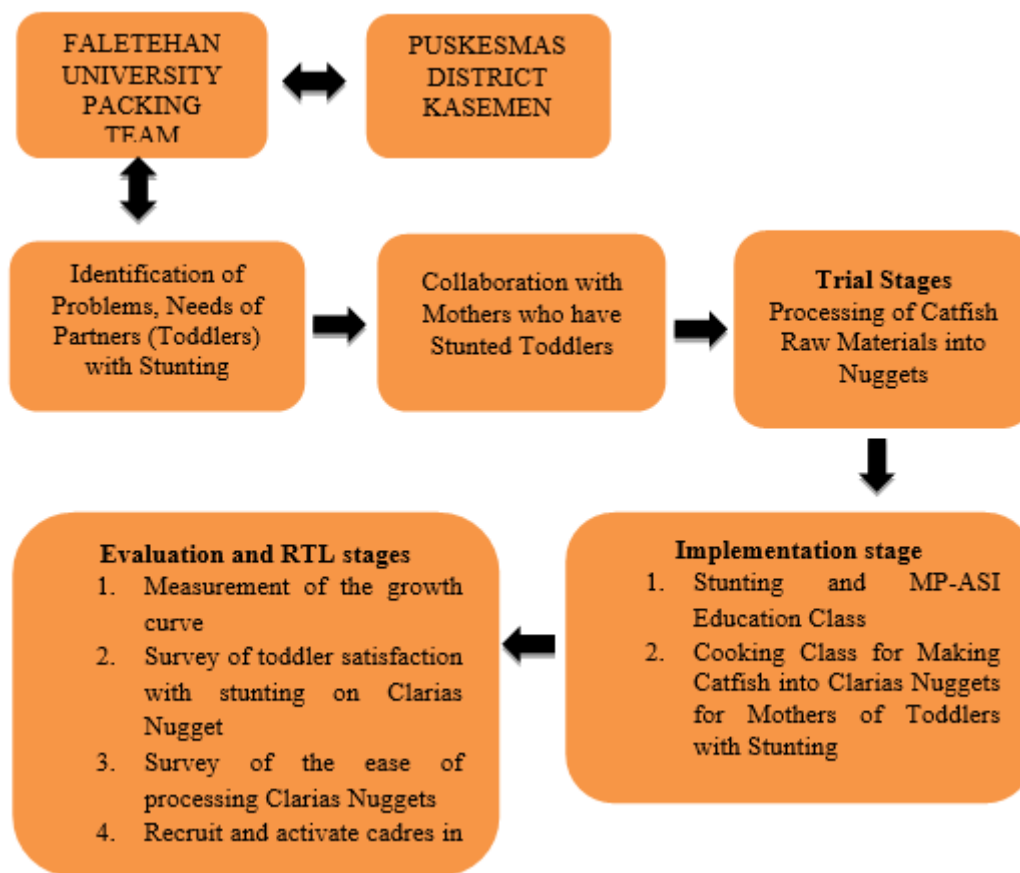 FALETEHAN
UNIVERSITY
PACKING
TEAM
PUSKESMAS
DISTRICT
KASEMEN
Identification of
Problems, Needs of
Partners (Toddlers)
with Stunting
Collaboration with
Mothers who have
Stunted Toddlers
Trial Stages
Processing of Catfish
Raw Materials into
Nuggets
Implementation stage
1. Stunting and MP-ASI
Education Class
2. Cooking Class for Making
Catfish into Clarias Nuggets
for Mothers of Toddlers
with Stunting
Evaluation and RTL stages
1. Measurement of the growth
curve
2. Survey of toddler satisfaction
with stunting on Clarias
Nugget
3. Survey of the ease of
processing Clarias Nuggets
4. Recruit and activate cadres in